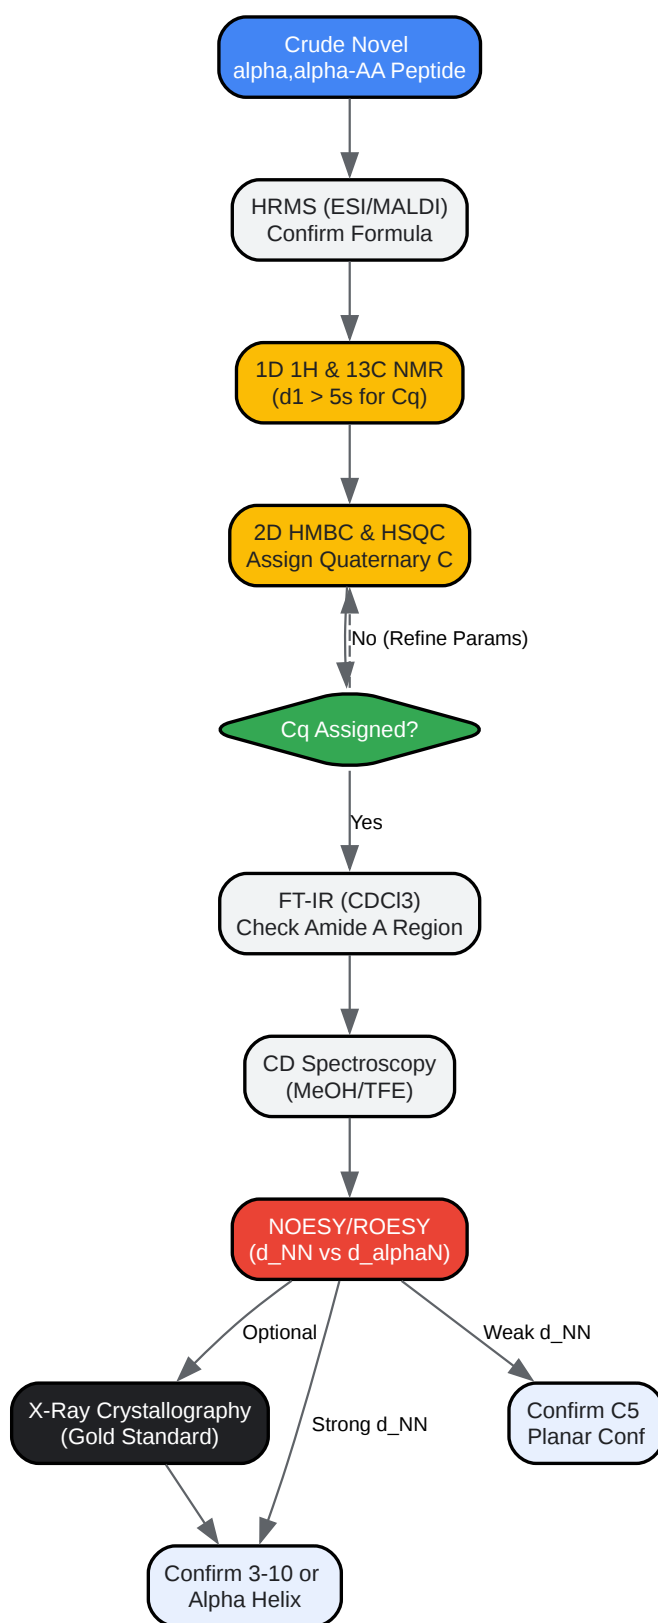 Crude Novel
alpha,alpha-AA Peptide
HRMS (ESI/MALDI)
Confirm Formula
1D 1H & 13C NMR
(d1 > 5s for Cq)
2D HMBC & HSQC
Assign Quaternary C
No (Refine Params)
Cq Assigned?
Yes
FT-IR (CDCl3)
Check Amide A Region
CD Spectroscopy
(MeOH/TFE)
NOESY/ROESY
(d_NN vs d_alphaN)
Optional
Weak d_NN
X-Ray Crystallography
(Gold Standard)
Strong d_NN
Confirm C5
Planar Conf
Confirm 3-10 or
Alpha Helix